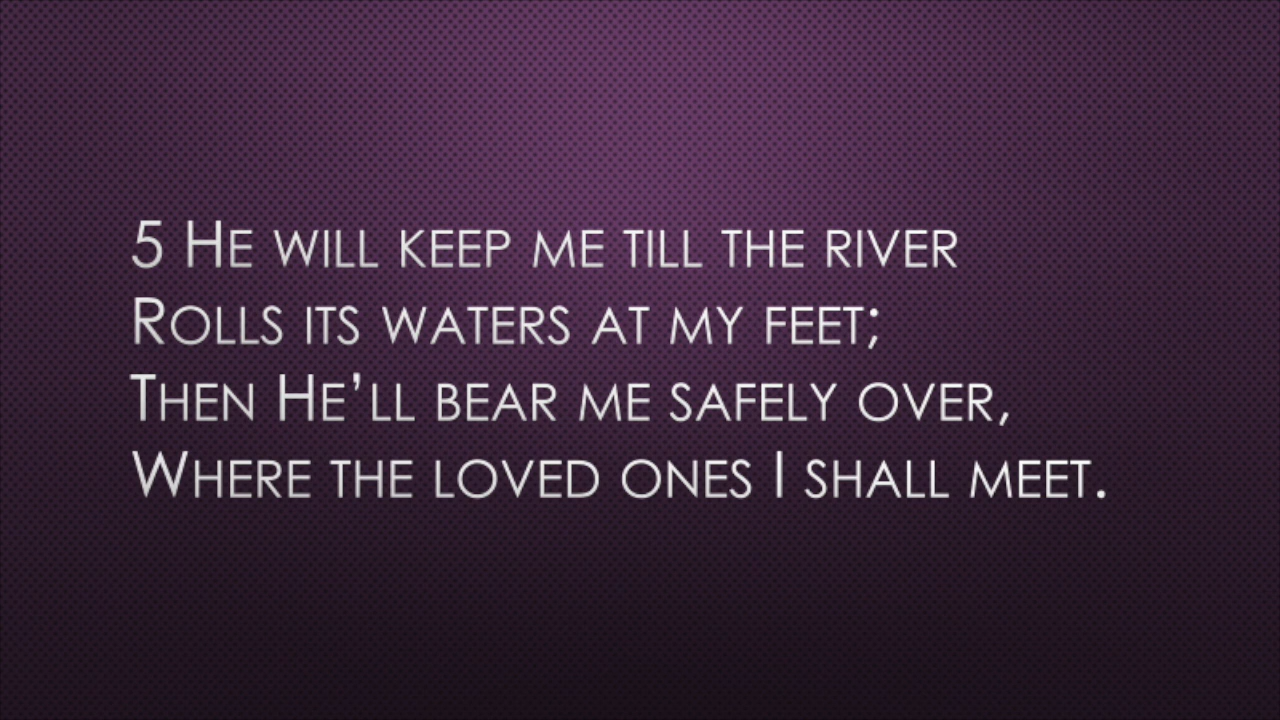 5 He will keep me till the river
Rolls its waters at my feet;
Then He’ll bear me safely over,
Where the loved ones I shall meet.